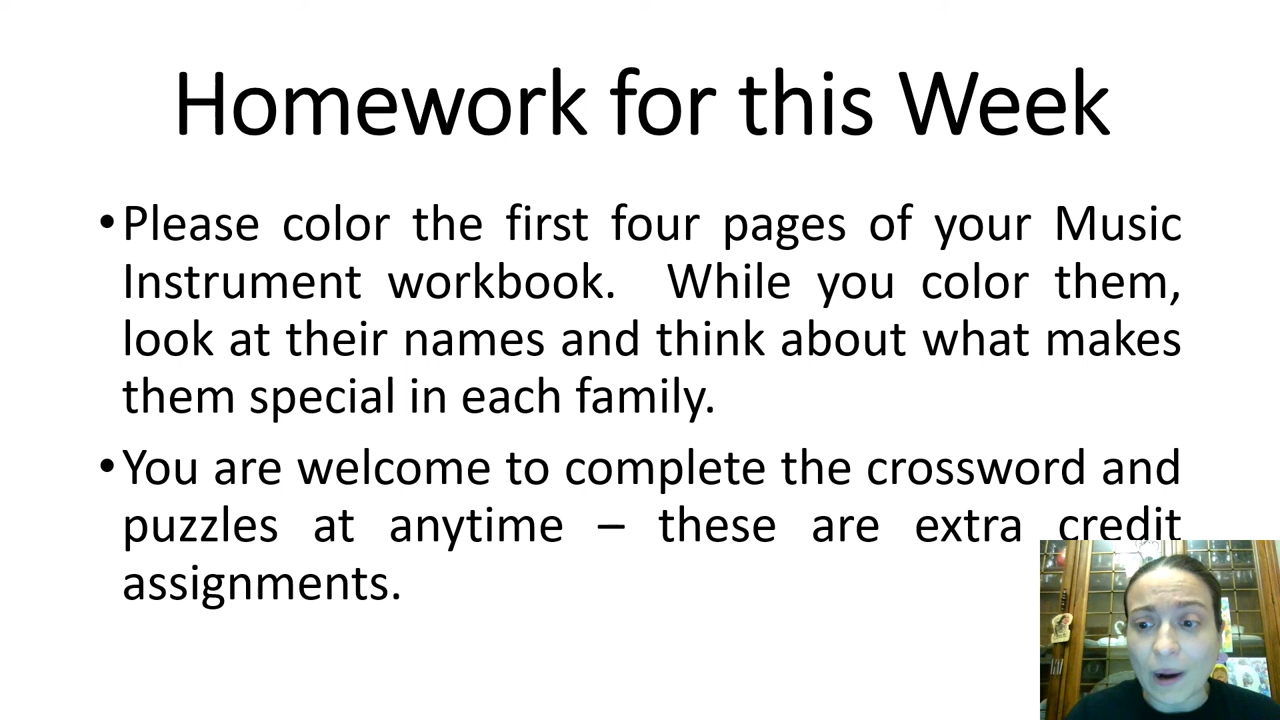 Homework for this Week
•Please color the first four pages of your Music
Instrument workbook.  While you color them,
look at their names and think about what makes
them special in each family.
•You are welcome to complete the crossword and
puzzles at anytime – these are extra credit
assignments.